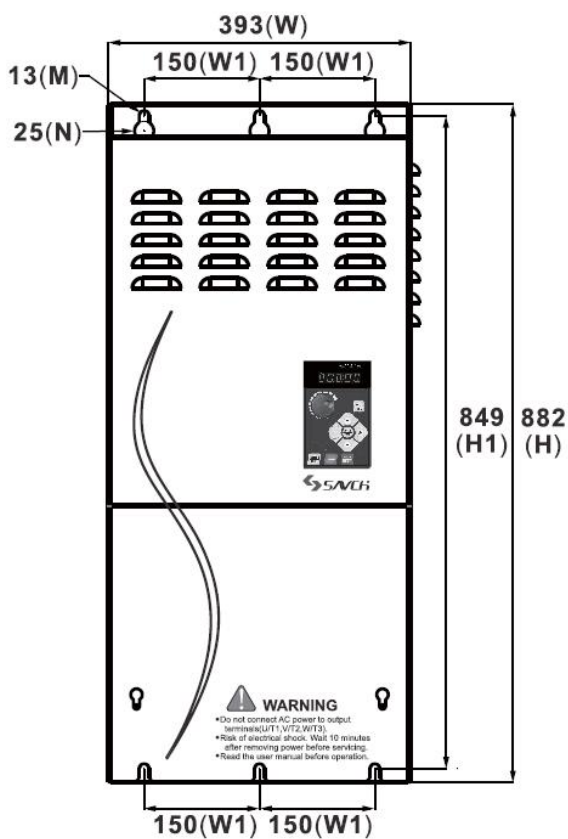 393(W)
150(W1) 150(W1)
13(M)
25(N)
849 882
(H1) (H)
SAVCH
WARNING
•Do not connect AC power to output
terminals(U/T1,V/T2,W/T3).
•Risk of electrical shock. Wait 10 minutes
after removing power before servicing.
•Read the user manual before operation.
150(W1) 150(W1)